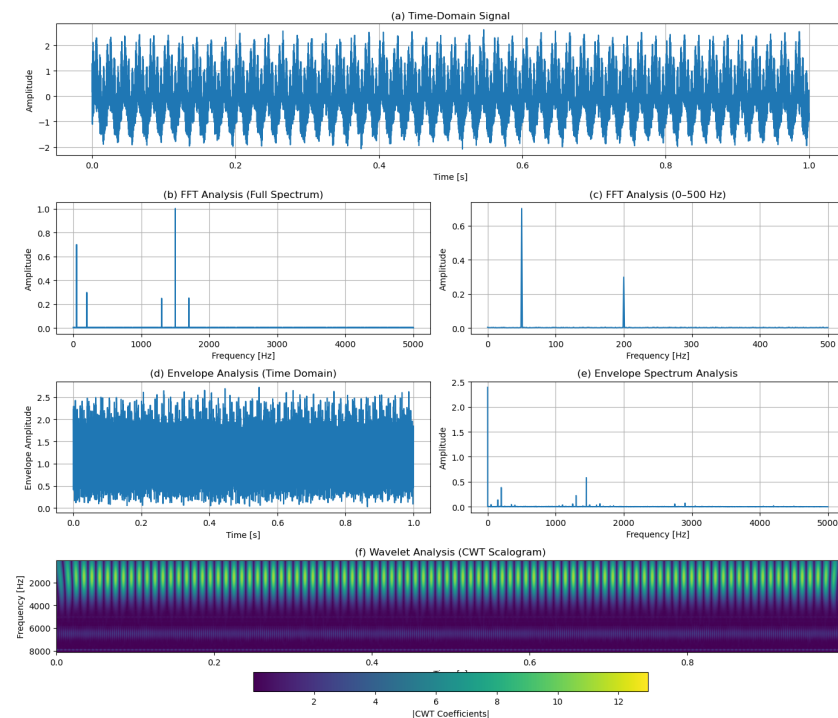 (a) Time-Domain Signal
Amplitude
2
1
0
−1
−2
0.0 0.2 0.4 0.6 0.8 1.0
Time [s]
(b) FFT Analysis (Full Spectrum)
Amplitude
1.0
0.8
0.6
0.4
0.2
0.0
0 1000 2000 3000 4000 5000
Frequency [Hz]
(c) FFT Analysis (0–500 Hz)
Amplitude
0.6
0.4
0.2
0.0
0 100 200 300 400 500
Frequency [Hz]
(d) Envelope Analysis (Time Domain)
Envelope Amplitude
2.5
2.0
1.5
1.0
0.5
0.0
0.0 0.2 0.4 0.6 0.8 1.0
Time [s]
(e) Envelope Spectrum Analysis
Amplitude
2.5
2.0
1.5
1.0
0.5
0.0
0 1000 2000 3000 4000 5000
Frequency [Hz]
(f) Wavelet Analysis (CWT Scalogram)
Frequency [Hz]
2000
4000
6000
8000
0.0 0.2 0.4 0.6 0.8
2 4 6 8 10 12
|CWT Coefficients|